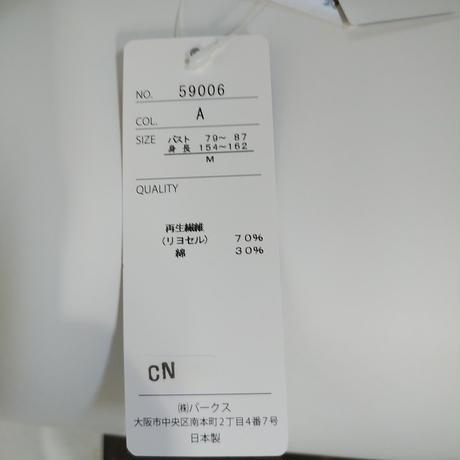 NO. 59006
COL. A
SIZE バスト 79～ 87
身長 154～162
M
QUALITY
再生繊維
(リヨセル) 70%
綿 30%
CN
㈱パークス
大阪市中央区南本町2丁目4番7号
日本製